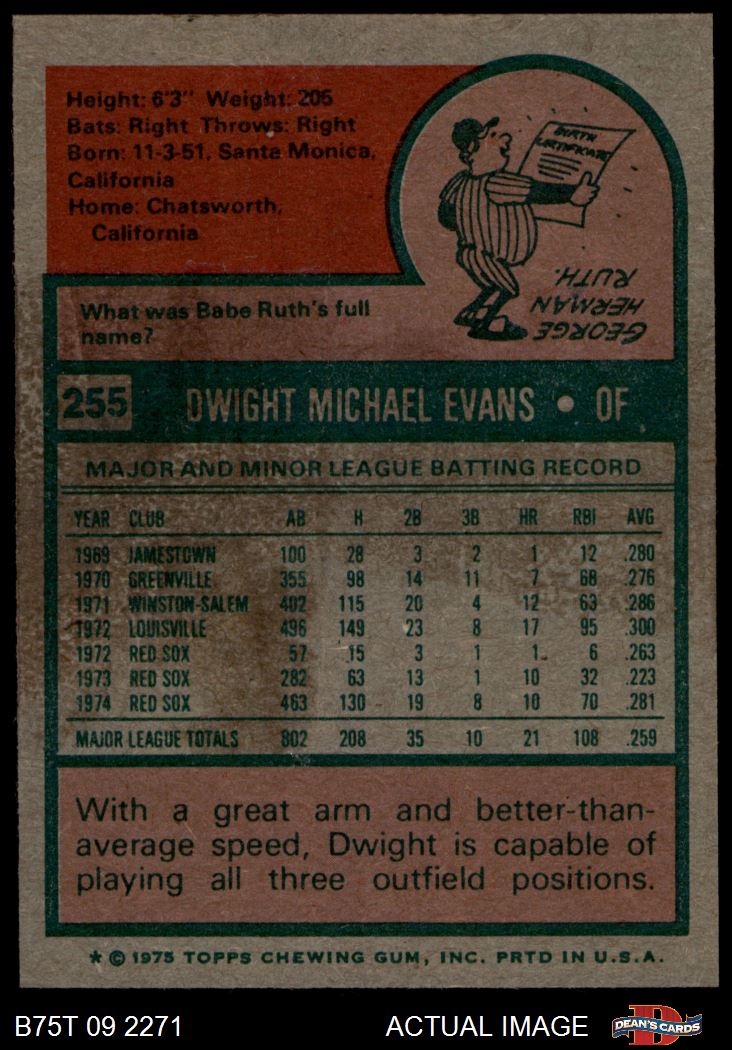 Height: 6'3" Weight: 205
Bats: Right Throws: Right
Born: 11-3-51, Santa Monica,
California
Home: Chatsworth,
California
BIRTH
CERTIFICATE
GEORGE
HERMAN
RUTH.
What was Babe Ruth's full
name?
255 DWIGHT MICHAEL EVANS • OF
MAJOR AND MINOR LEAGUE BATTING RECORD
YEAR CLUB AB H 2B 3B HR RBI AVG
1969 JAMESTOWN 100 28 3 2 1 12 .280
1970 GREENVILLE 355 98 14 11 7 68 .276
1971 WINSTON-SALEM 402 115 20 4 12 63 .286
1972 LOUISVILLE 496 149 23 8 17 95 .300
1972 RED SOX 57 15 3 1 1 6 .263
1973 RED SOX 282 63 13 1 10 32 .223
1974 RED SOX 463 130 19 8 10 70 .281
MAJOR LEAGUE TOTALS 802 208 35 10 21 108 .259
With a great arm and better-than-
average speed, Dwight is capable of
playing all three outfield positions.
* © 1975 TOPPS CHEWING GUM, INC. PRTD IN U.S.A.
B75T 09 2271 ACTUAL IMAGE DEAN'S CARDS